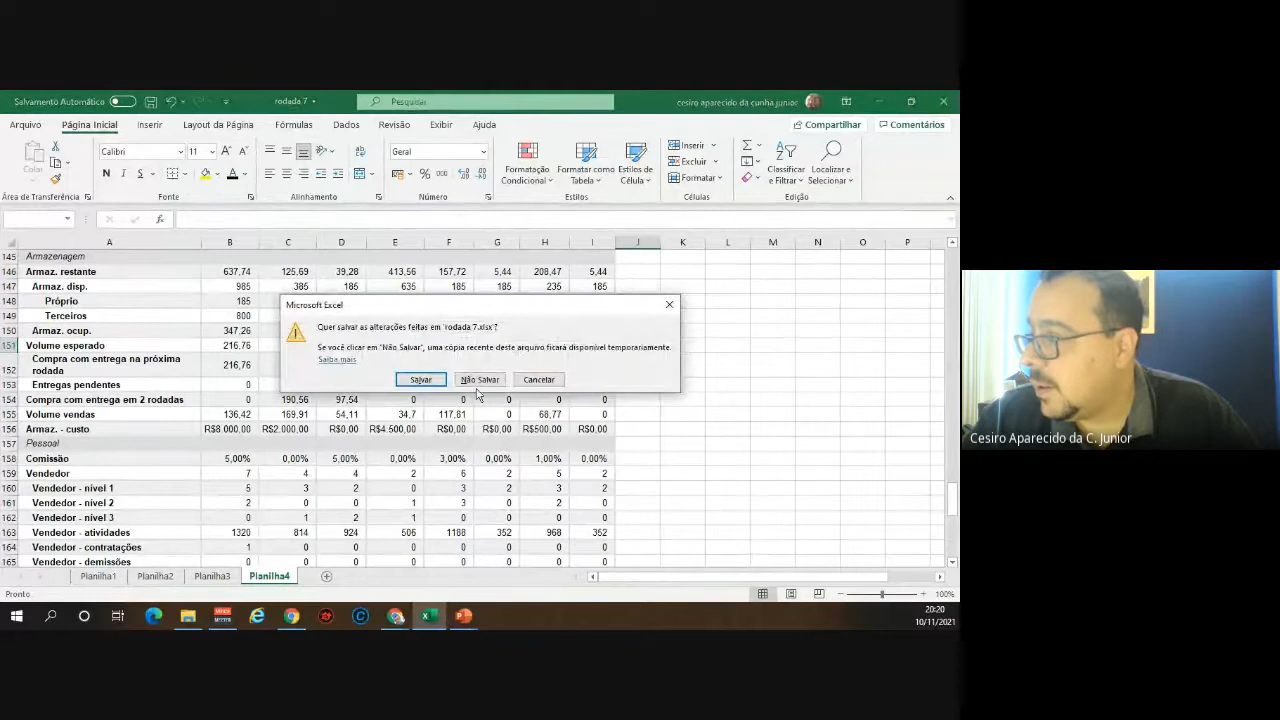 Salvamento Automático rodada 7 Pesquisar cesiro aparecido da cunha junior
Arquivo Página Inicial Inserir Layout da Página Fórmulas Dados Revisão Exibir Ajuda Compartilhar Comentários
Colar Calibri 11 Geral Formatação Condicional Formatar como Tabela Estilos de Célula Inserir Excluir Formatar Classificar e Filtrar Localizar e Selecionar
N I S
% 000
Área de Transferência Fonte Alinhamento Número Estilos Células Edição
fx
A B C D E F G H I J K L M N O P
145 Armazenagem
146 Armaz. restante 637,74 125,69 39,28 413,56 157,72 5,44 208,47 5,44
147 Armaz. disp. 985 385 185 635 185 185 235 185
148 Próprio 185
149 Terceiros 800
150 Armaz. ocup. 347,26
151 Volume esperado 216,76
152 Compra com entrega na próxima rodada 216,76
153 Entregas pendentes 0
154 Compra com entrega em 2 rodadas 0 190,56 97,54 0 0 0 0 0
155 Volume vendas 136,42 169,91 54,11 34,7 117,81 0 68,77 0
156 Armaz. - custo R$8.000,00 R$2.000,00 R$0,00 R$4.500,00 R$0,00 R$0,00 R$500,00 R$0,00
157 Pessoal
158 Comissão 5,00% 0,00% 5,00% 0,00% 3,00% 0,00% 1,00% 0,00%
159 Vendedor 7 4 4 2 6 2 5 2
160 Vendedor - nível 1 5 3 2 0 3 2 3 2
161 Vendedor - nível 2 2 0 0 1 3 0 2 0
162 Vendedor - nível 3 0 1 2 1 0 0 0 0
163 Vendedor - atividades 1320 814 924 506 1188 352 968 352
164 Vendedor - contratações 1 0 0 0 0 0 0 0
165 Vendedor - demissões 0 0 0 0 0 0 0 0
Microsoft Excel
Quer salvar as alterações feitas em 'rodada 7.xlsx'?
Se você clicar em "Não Salvar", uma cópia recente deste arquivo ficará disponível temporariamente.
Saiba mais
Salvar Não Salvar Cancelar
Planilha1 Planilha2 Planilha3 Planilha4
Pronto 100%
20:20
10/11/2021
Cesiro Aparecido da C. Junior